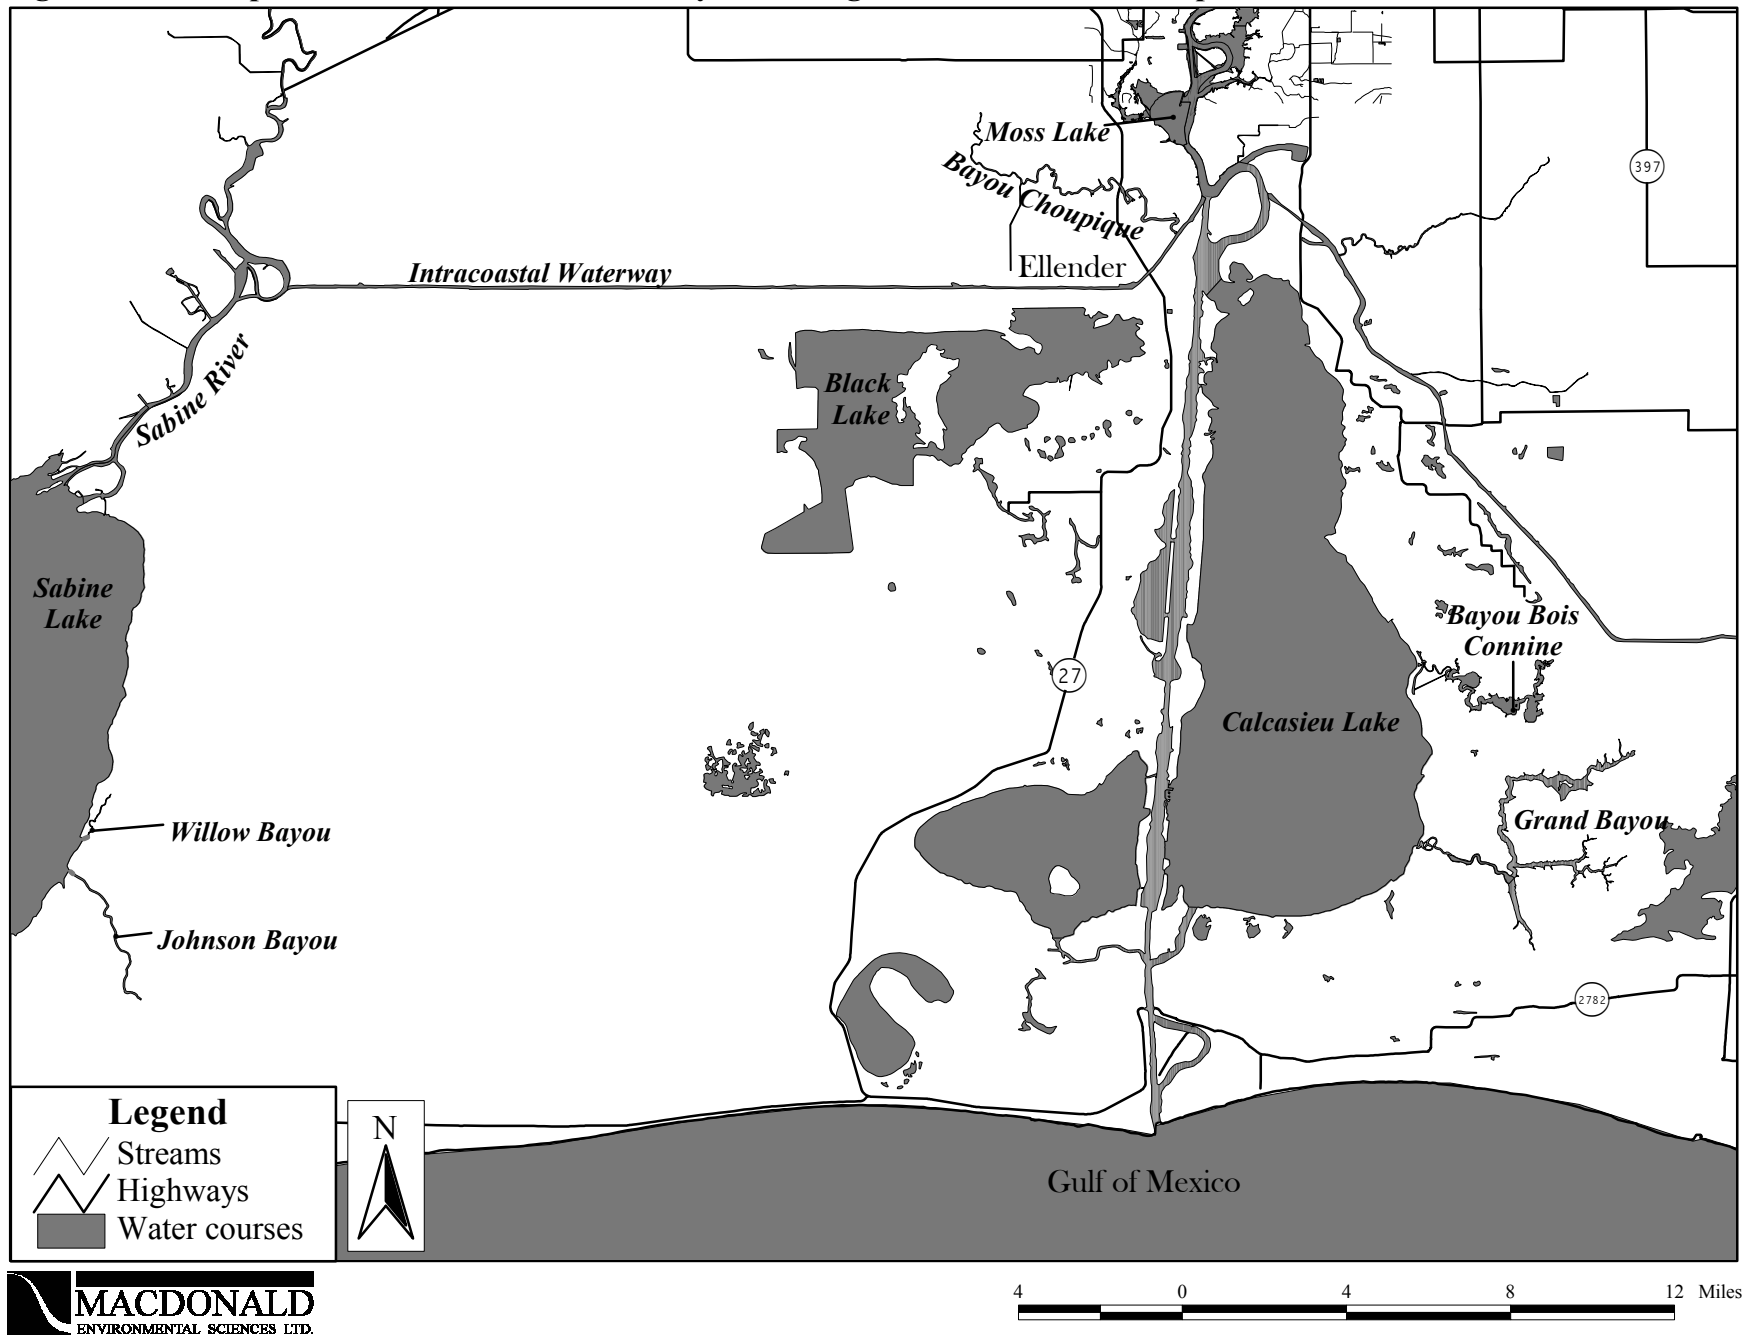 Moss Lake
Bayou Choupique
397
Ellender
Intracoastal Waterway
Sabine River
Black
Lake
Sabine
Lake
Bayou Bois
Connine
27
Calcasieu Lake
Willow Bayou
Grand Bayou
Johnson Bayou
2782
Legend
Streams
Highways
Water courses
N
Gulf of Mexico
MACDONALD
ENVIRONMENTAL SCIENCES LTD.
4 0 4 8 12 Miles